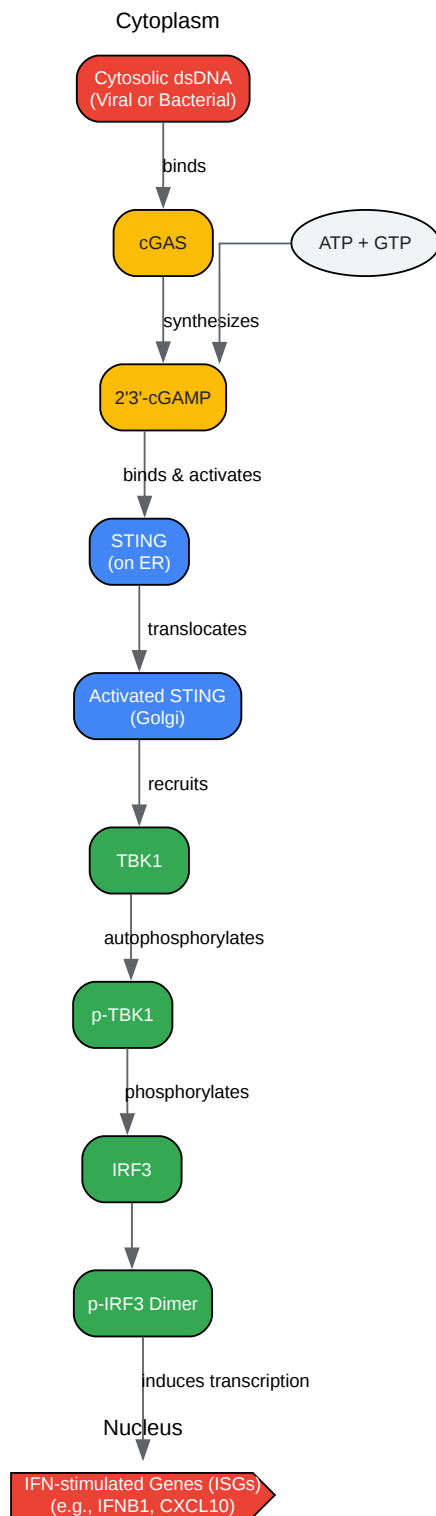 Cytoplasm
Cytosolic dsDNA
(Viral or Bacterial)
binds
cGAS
ATP + GTP
synthesizes
2'3'-cGAMP
binds & activates
STING
(on ER)
translocates
Activated STING
(Golgi)
recruits
TBK1
autophosphorylates
p-TBK1
phosphorylates
IRF3
p-IRF3 Dimer
induces transcription
Nucleus
IFN-stimulated Genes (ISGs)
(e.g., IFNB1, CXCL10)